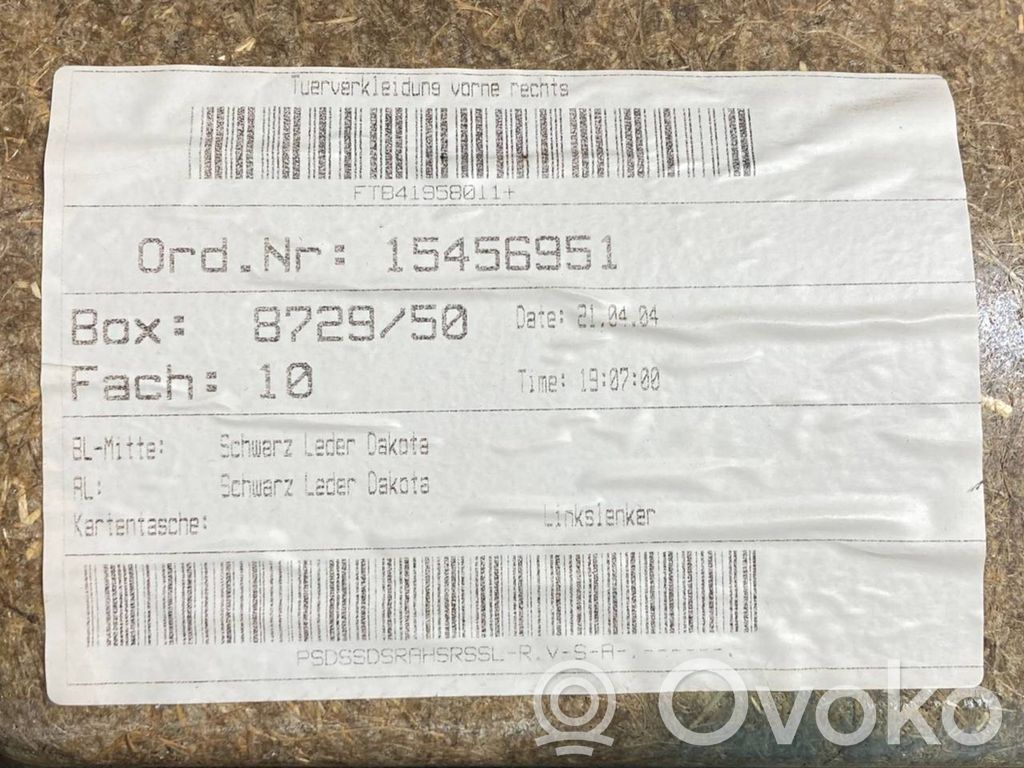 Tuerverkleidung vorne rechts
FTB41958011+
Ord.Nr: 15456951
Box: 8729/50 Date: 21.04.04
Fach: 10 Time: 19:07:00
BL-Mitte: Schwarz Leder Dakota
AL: Schwarz Leder Dakota
Kartentasche: Linkslenker
PSDSSDSRAHSRSSL-R.V-S-A-.------.
Ovoko